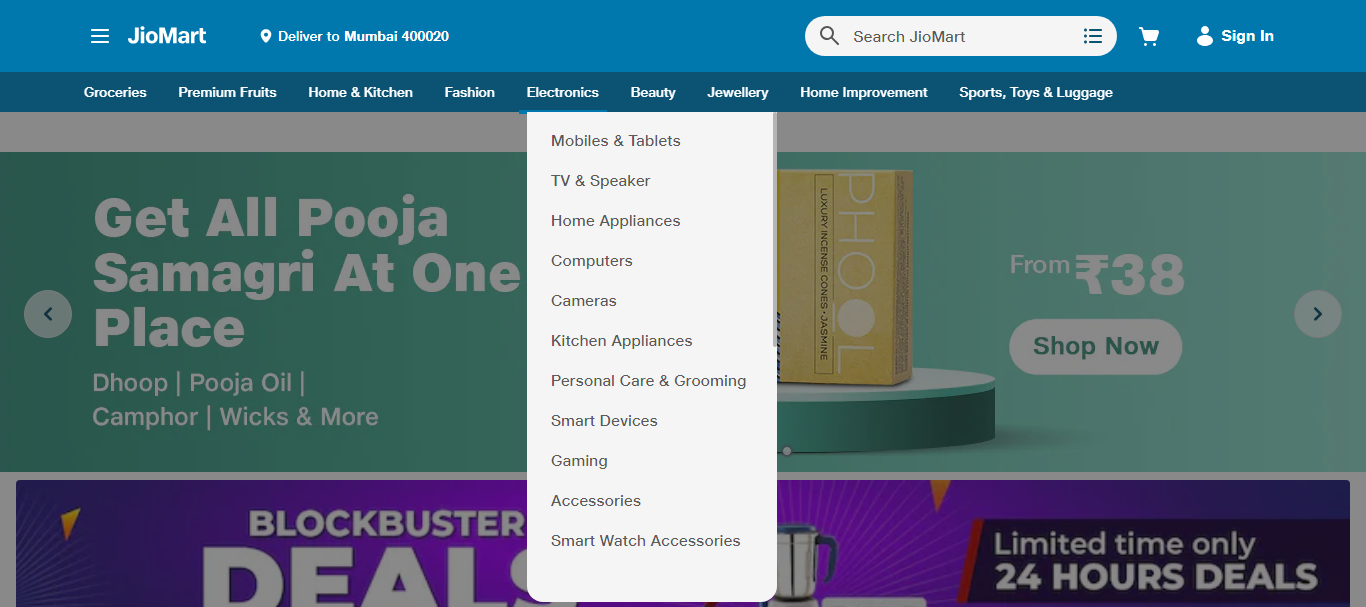 JioMart
Deliver to Mumbai 400020
Search JioMart
Sign In
Groceries
Premium Fruits
Home & Kitchen
Fashion
Electronics
Beauty
Jewellery
Home Improvement
Sports, Toys & Luggage
Mobiles & Tablets
TV & Speaker
Home Appliances
Computers
Cameras
Kitchen Appliances
Personal Care & Grooming
Smart Devices
Gaming
Accessories
Smart Watch Accessories
Get All Pooja
Samagri At One
Place
Dhoop | Pooja Oil |
Camphor | Wicks & More
PHOOL
LUXURY INCENSE CONES • JASMINE
From ₹38
Shop Now
BLOCKBUSTER
DEALS
Limited time only
24 HOURS DEALS